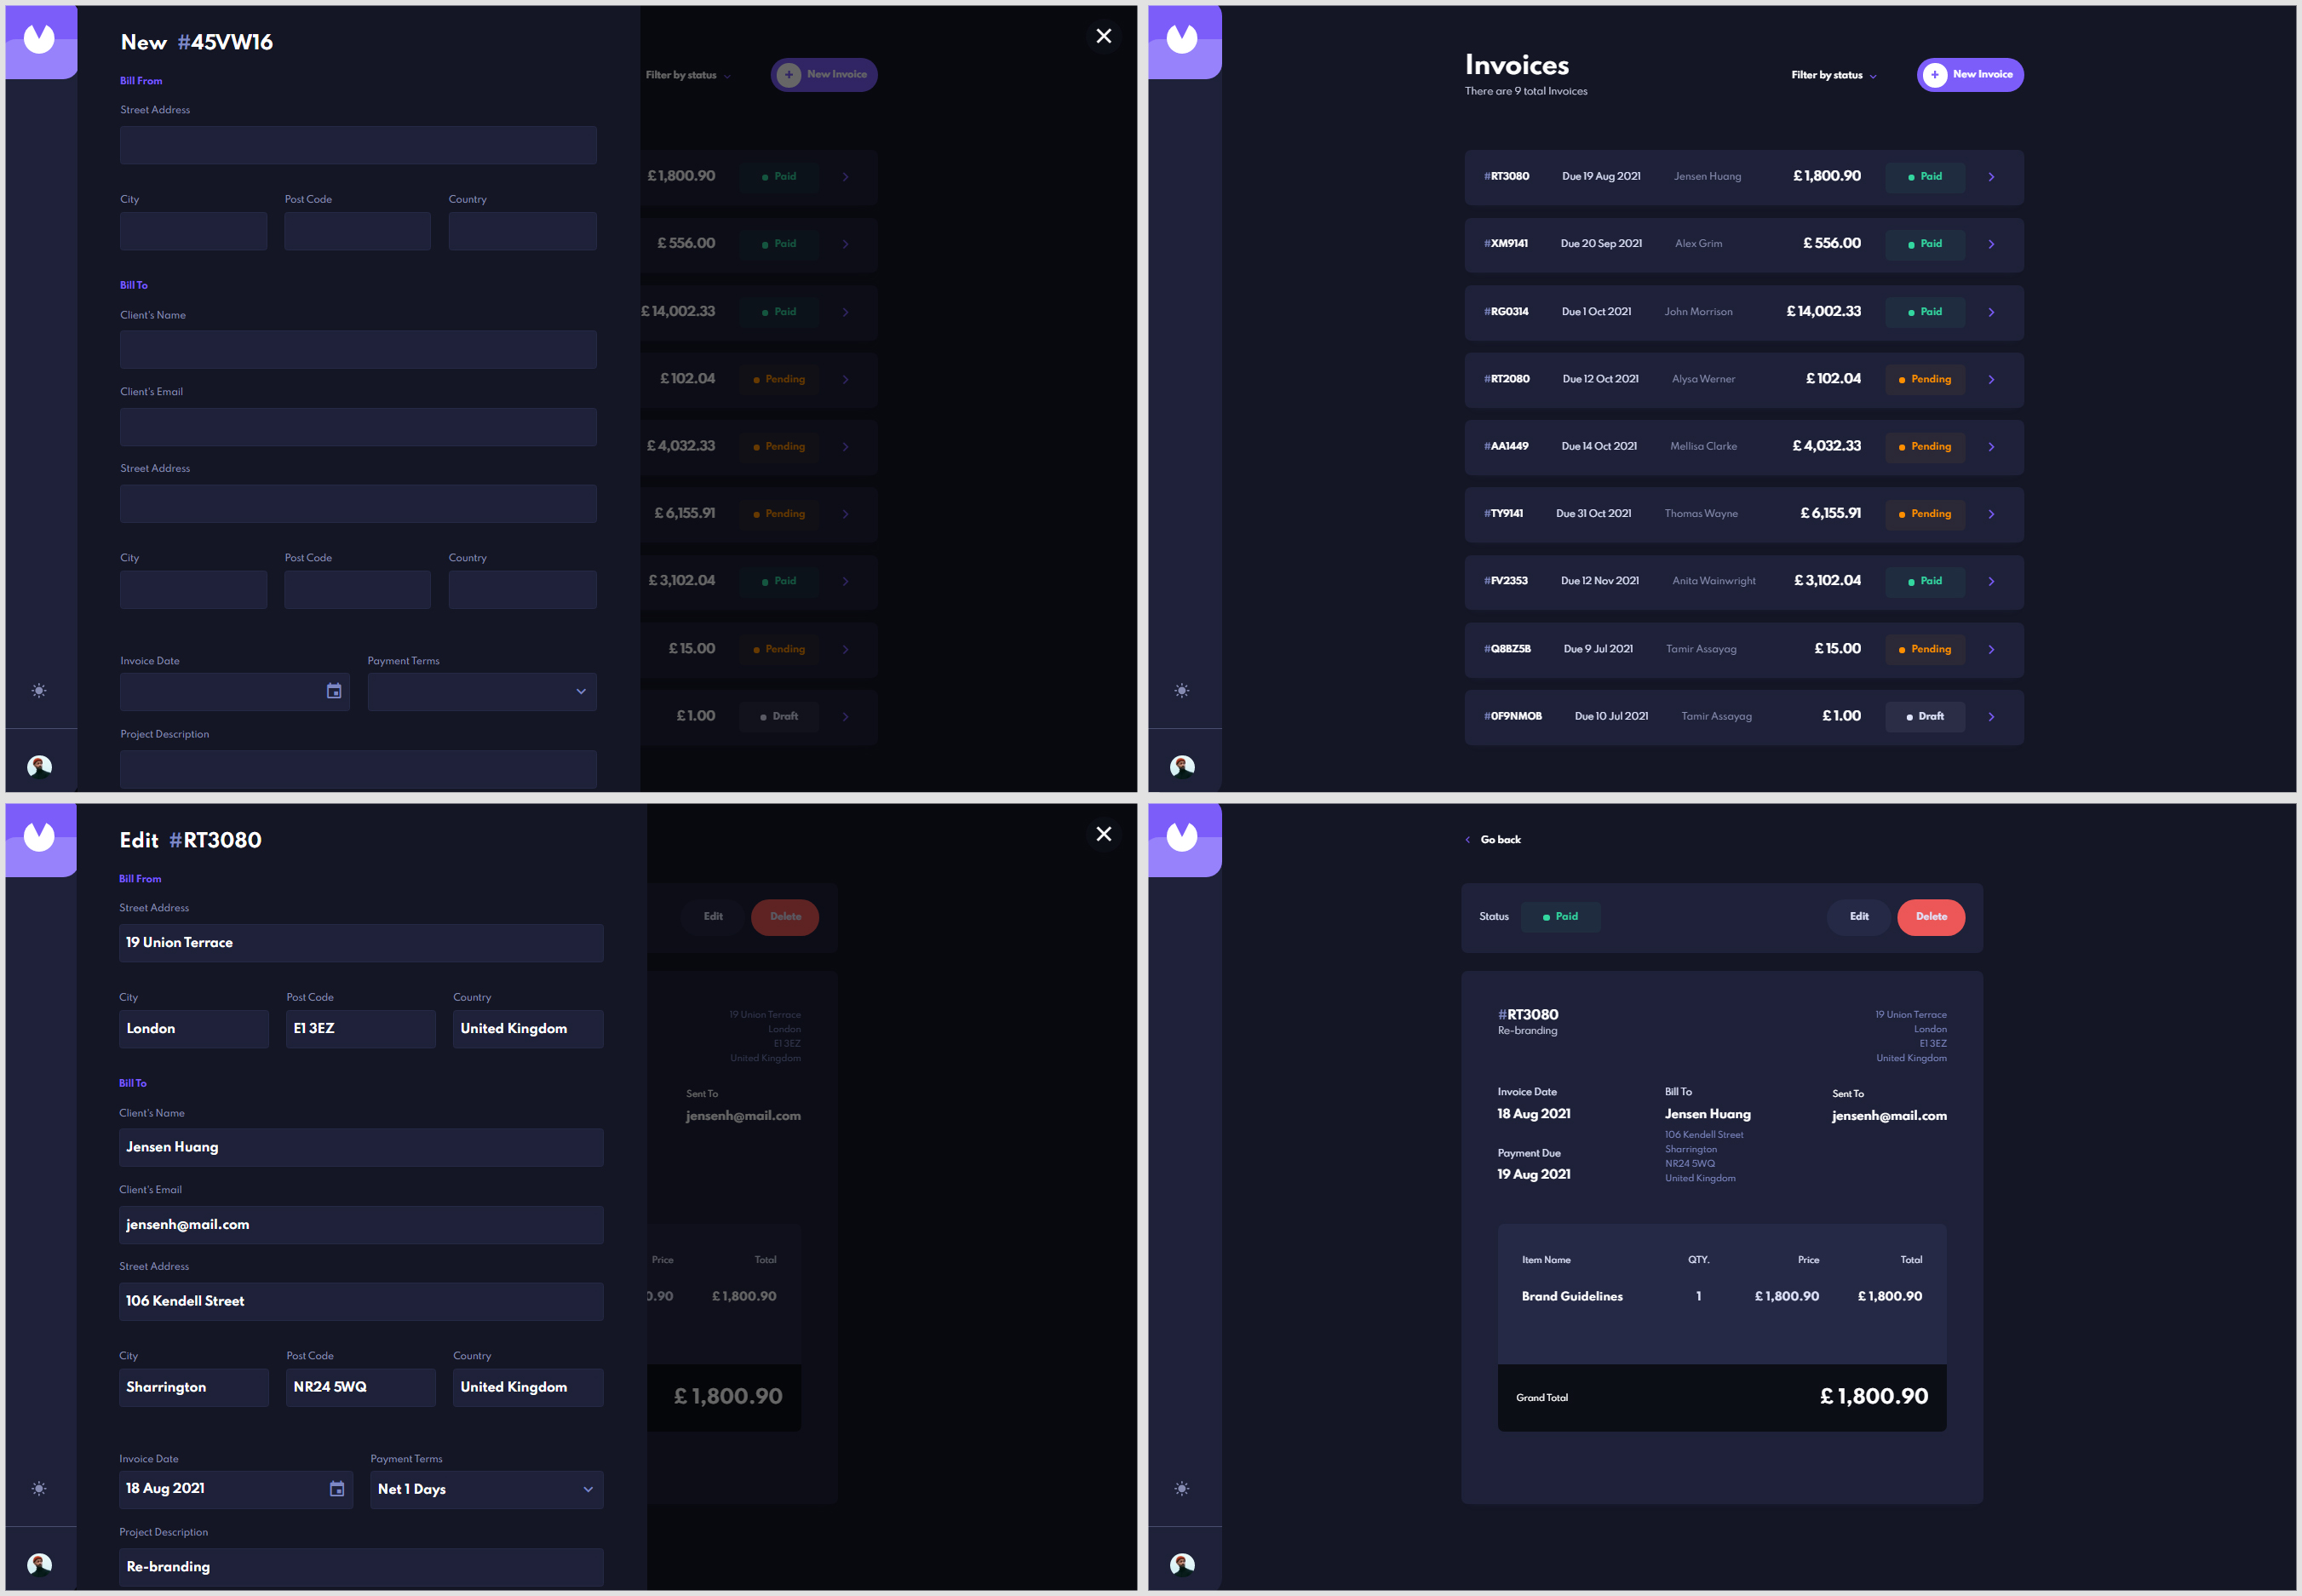 New #45VW16
Bill From
Street Address
City Post Code Country
Bill To
Client's Name
Client's Email
Street Address
City Post Code Country
Invoice Date Payment Terms
Project Description
Filter by status New Invoice
£ 1,800.90 Paid
£ 556.00 Paid
£ 14,002.33 Paid
£ 102.04 Pending
£ 4,032.33 Pending
£ 6,155.91 Pending
£ 3,102.04 Paid
£ 15.00 Pending
£ 1.00 Draft
Invoices
There are 9 total Invoices
Filter by status New Invoice
#RT3080 Due 19 Aug 2021 Jensen Huang £ 1,800.90 Paid
#XM9141 Due 20 Sep 2021 Alex Grim £ 556.00 Paid
#RG0314 Due 1 Oct 2021 John Morrison £ 14,002.33 Paid
#RT2080 Due 12 Oct 2021 Alysa Werner £ 102.04 Pending
#AA1449 Due 14 Oct 2021 Mellisa Clarke £ 4,032.33 Pending
#TY9141 Due 31 Oct 2021 Thomas Wayne £ 6,155.91 Pending
#FV2353 Due 12 Nov 2021 Anita Wainwright £ 3,102.04 Paid
#Q8BZ5B Due 9 Jul 2021 Tamir Assayag £ 15.00 Pending
#0F9NMOB Due 10 Jul 2021 Tamir Assayag £ 1.00 Draft
Edit #RT3080
Bill From
Street Address
19 Union Terrace
City Post Code Country
London E1 3EZ United Kingdom
Bill To
Client's Name
Jensen Huang
Client's Email
jensenh@mail.com
Street Address
106 Kendell Street
City Post Code Country
Sharrington NR24 5WQ United Kingdom
Invoice Date Payment Terms
18 Aug 2021 Net 1 Days
Project Description
Re-branding
Edit Delete
19 Union Terrace
London
E1 3EZ
United Kingdom
Sent To
jensenh@mail.com
Price Total
0.90 £ 1,800.90
£ 1,800.90
Go back
Status Paid Edit Delete
#RT3080
Re-branding
19 Union Terrace
London
E1 3EZ
United Kingdom
Invoice Date
18 Aug 2021
Payment Due
19 Aug 2021
Bill To
Jensen Huang
106 Kendell Street
Sharrington
NR24 5WQ
United Kingdom
Sent To
jensenh@mail.com
Item Name QTY. Price Total
Brand Guidelines 1 £ 1,800.90 £ 1,800.90
Grand Total £ 1,800.90